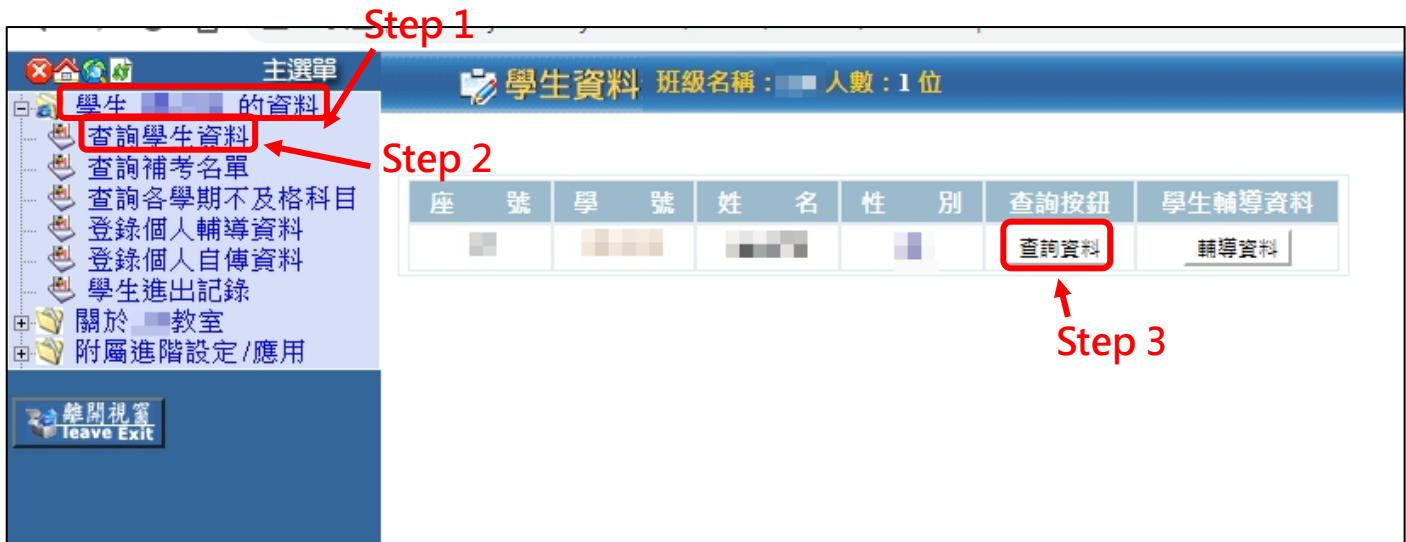 Step 1
主選單
學生 的資料
查詢學生資料
Step 2
查詢補考名單
查詢各學期不及格科目
登錄個人輔導資料
登錄個人自傳資料
學生進出記錄
關於 教室
附屬進階設定/應用
離開視窗
leave Exit
學生資料 班級名稱: 人數:1 位
座 號 學 號 姓 名 性 別 查詢按鈕 學生輔導資料
查詢資料 輔導資料
Step 3